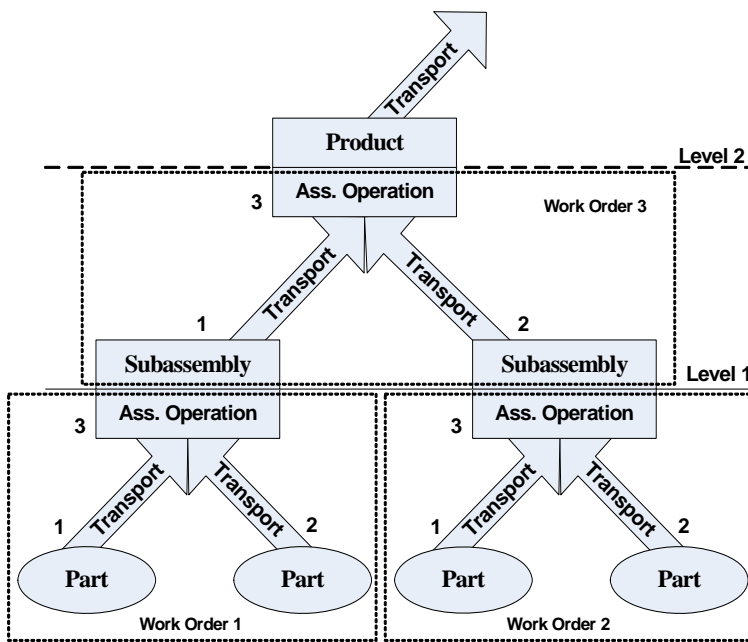 Transport
Product
Level 2
Ass. Operation
3
Work Order 3
Transport
Transport
1
2
Subassembly
Subassembly
Level 1
Ass. Operation
Ass. Operation
3
3
Transport
Transport
Transport
Transport
1
2
1
2
Part
Part
Part
Part
Work Order 1
Work Order 2